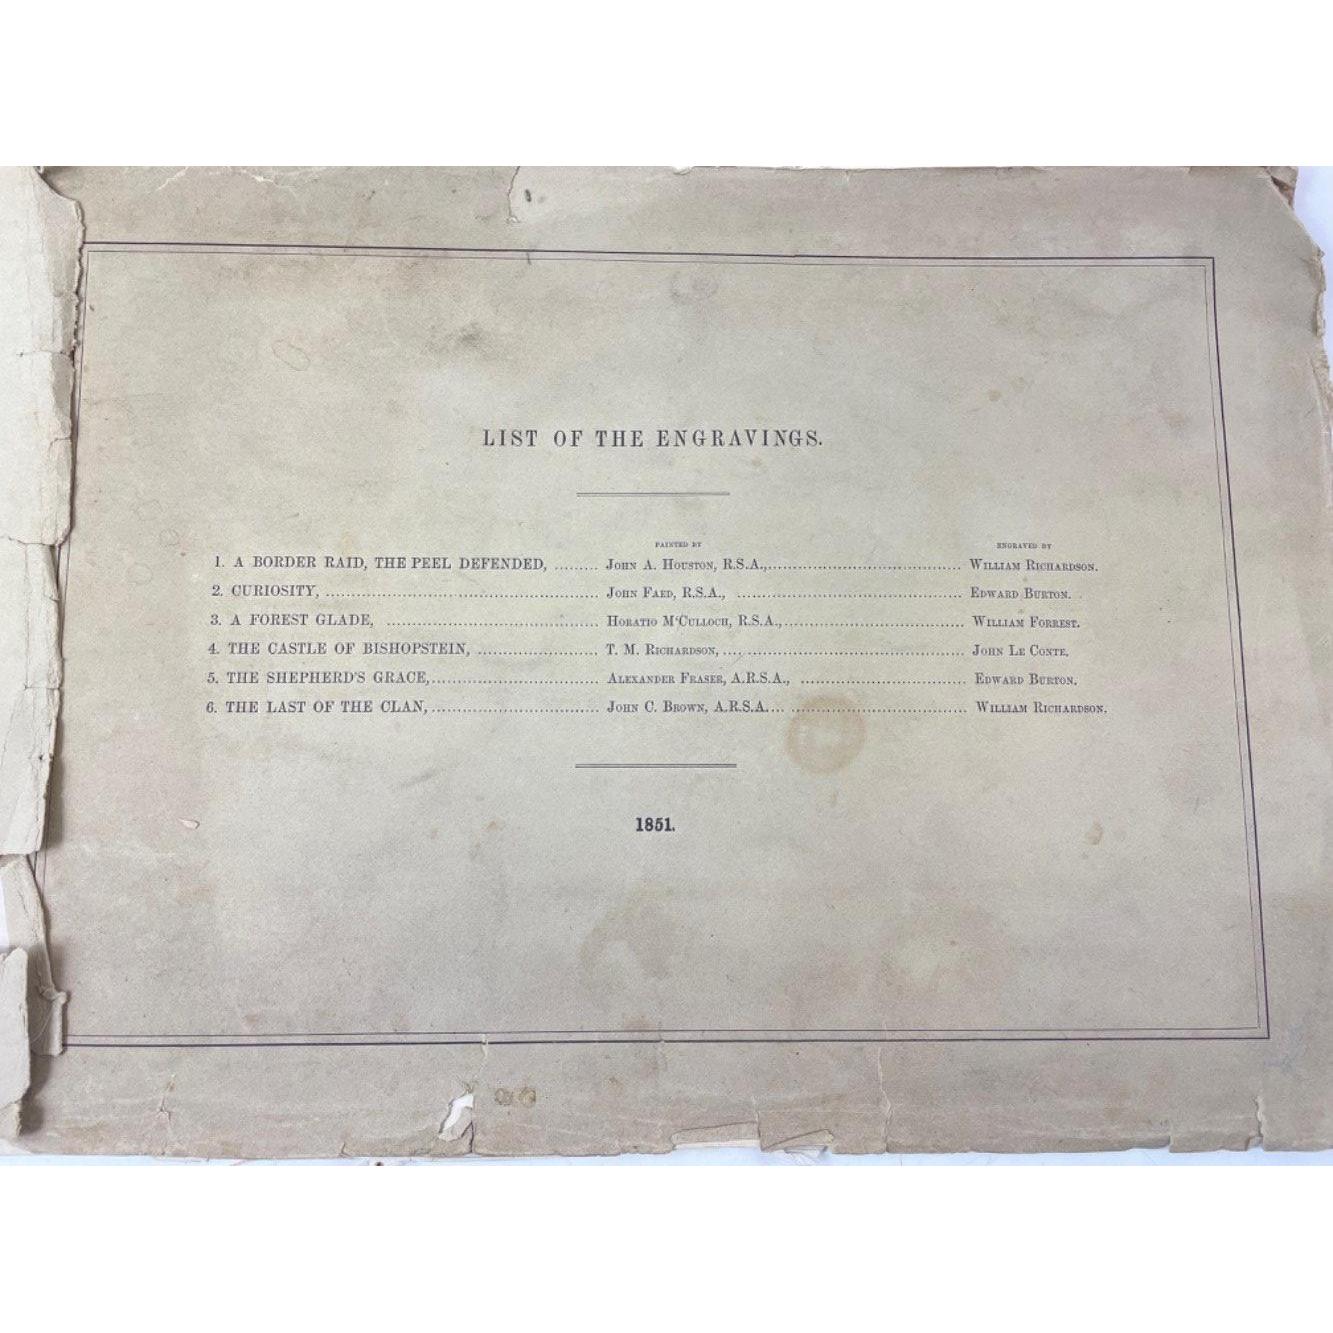 LIST OF THE ENGRAVINGS.
PAINTED BY ENGRAVED BY
1. A BORDER RAID, THE PEEL DEFENDED, ......... JOHN A. HOUSTON, R.S.A.,........................................ WILLIAM RICHARDSON.
2. CURIOSITY, ......................................................... JOHN FAED, R.S.A., ............................................... EDWARD BURTON.
3. A FOREST GLADE, ............................................ HORATIO M'CULLOCH, R.S.A.,..................................... WILLIAM FORREST.
4. THE CASTLE OF BISHOPSTEIN, ......................... T. M. RICHARDSON, .... ............................................. JOHN LE CONTE.
5. THE SHEPHERD'S GRACE,................................... ALEXANDER FRASER, A.R.S.A., .................................. EDWARD BURTON.
6. THE LAST OF THE CLAN,................................... JOHN C. BROWN, A.R.S.A.... ..................................... WILLIAM RICHARDSON.
1851.